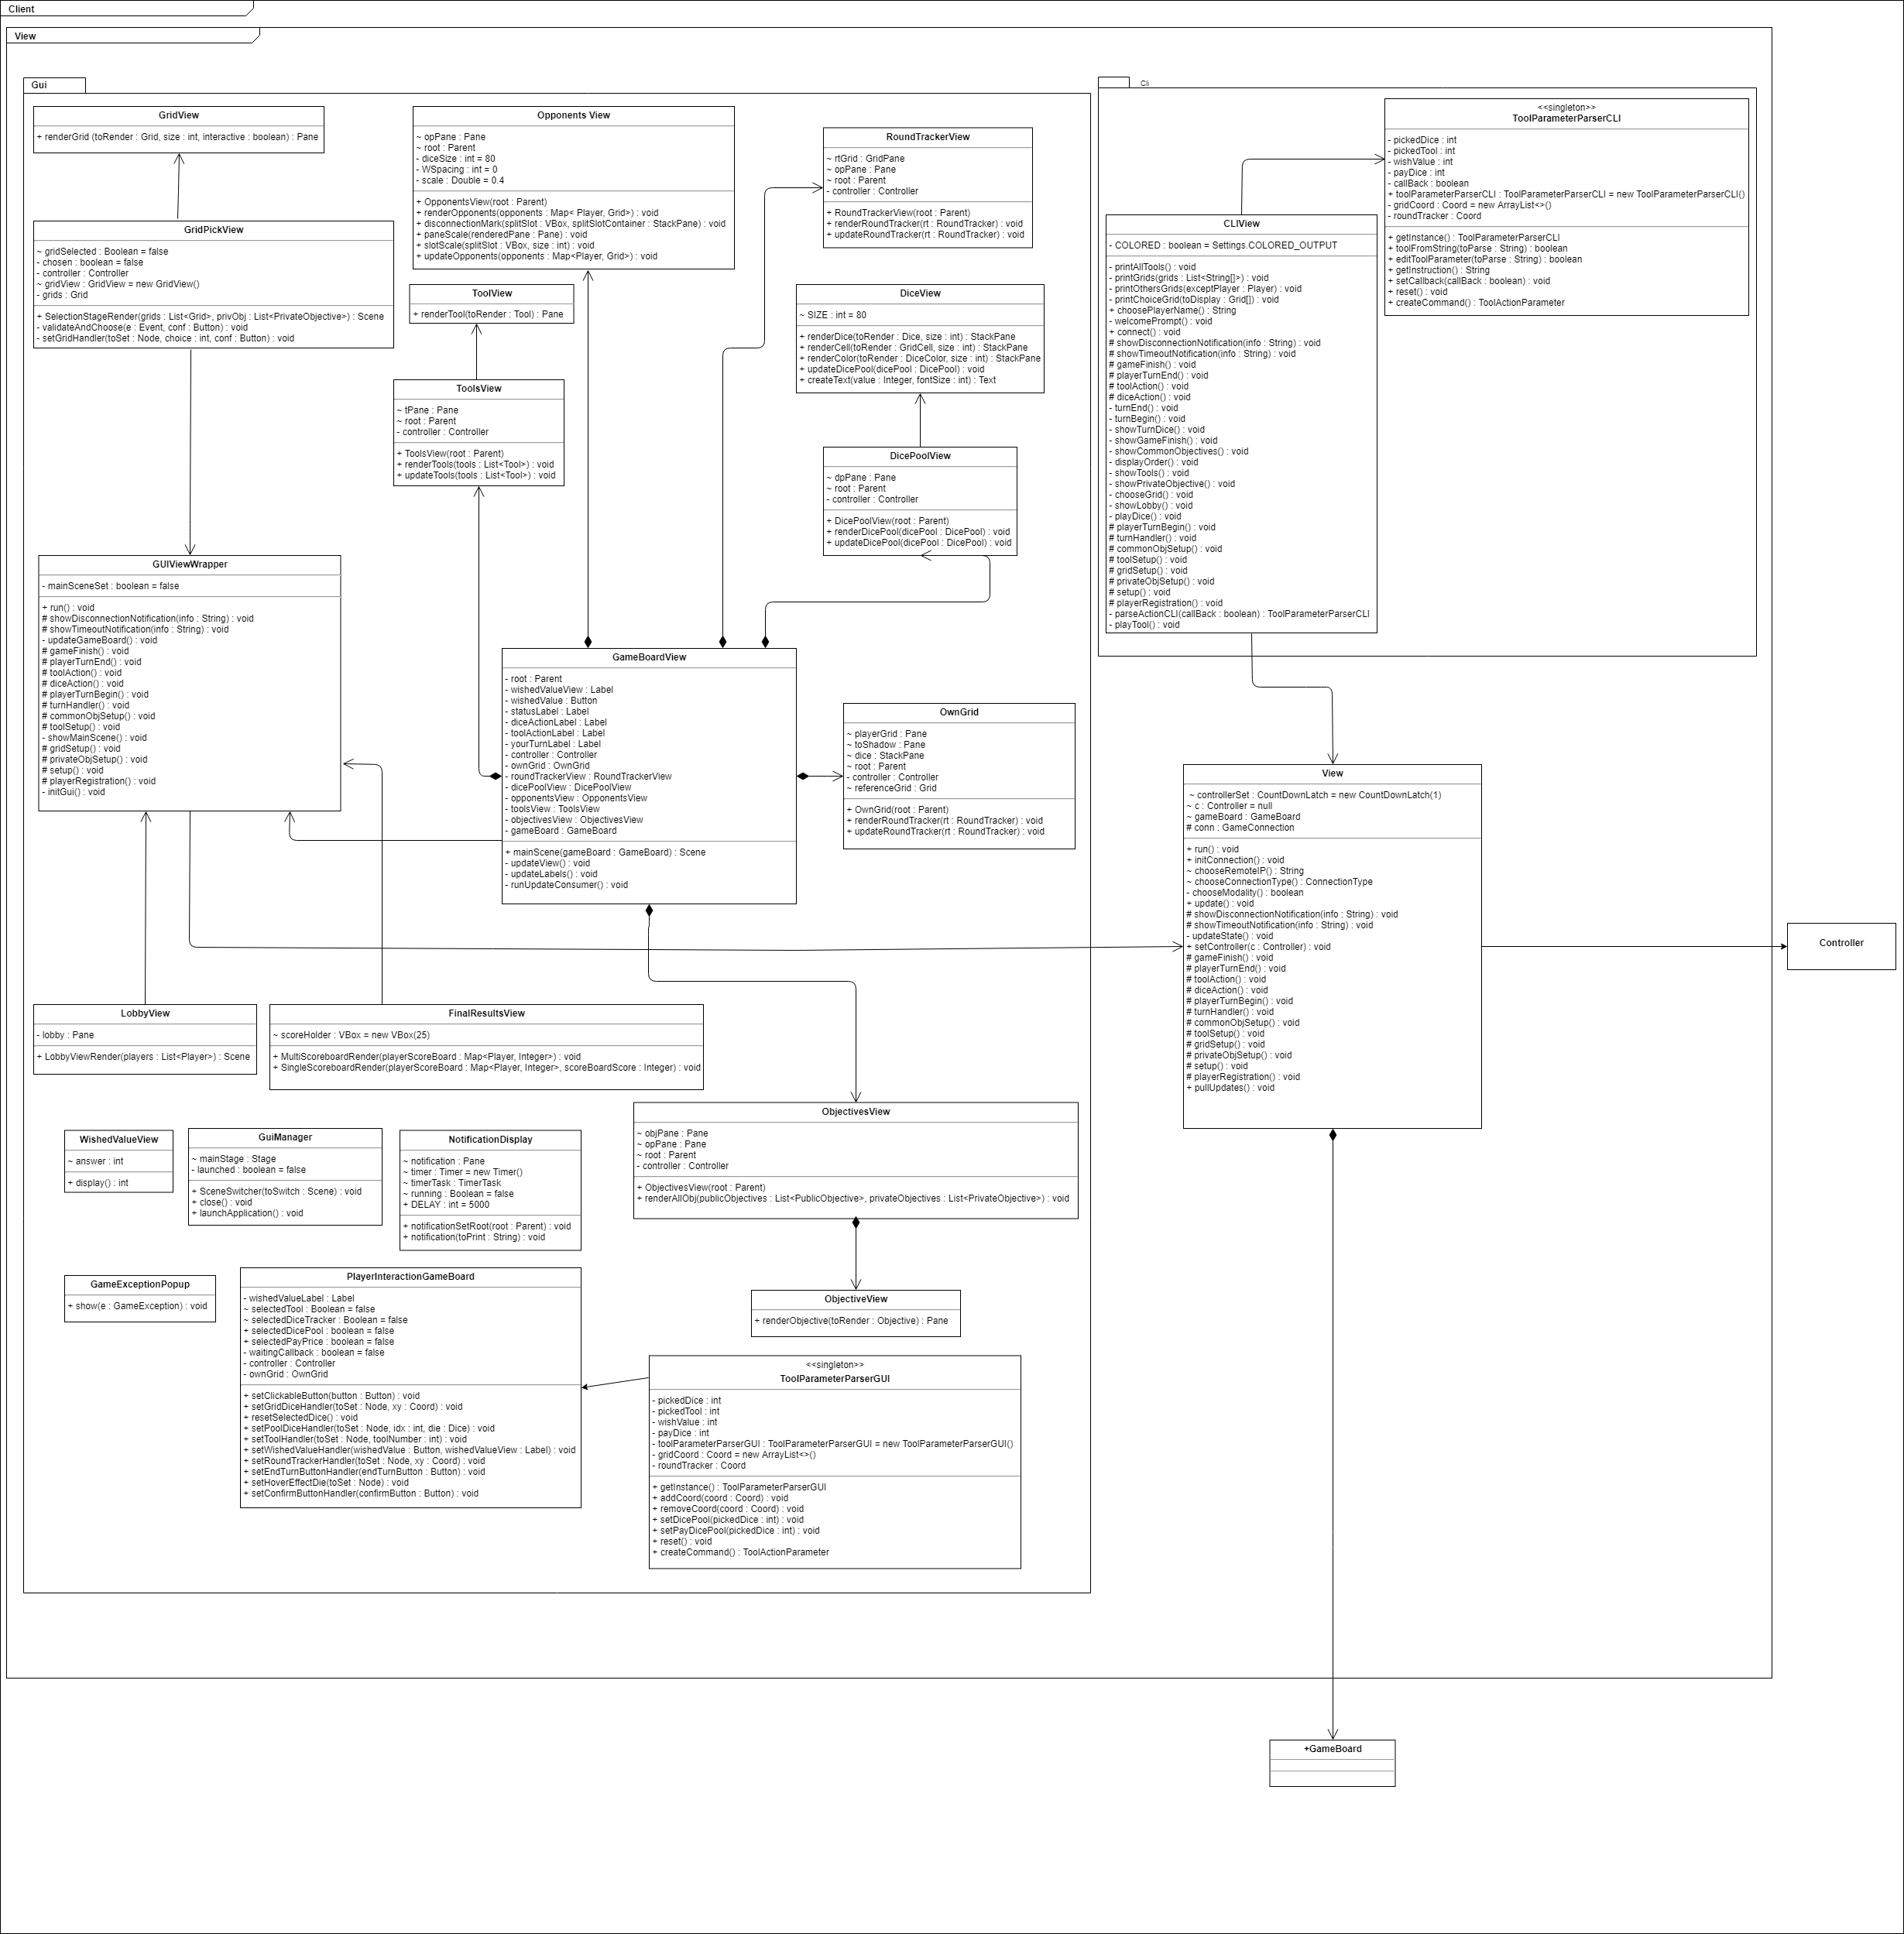 Client
View
Gui
GridView
+ renderGrid (toRender : Grid, size : int, interactive : boolean) : Pane
GridPickView
~ gridSelected : Boolean = false
- chosen : boolean = false
- controller : Controller
~ gridView : GridView = new GridView()
- grids : Grid
+ SelectionStageRender(grids : List<Grid>, privObj : List<PrivateObjective>) : Scene
- validateAndChoose(e : Event, conf : Button) : void
- setGridHandler(toSet : Node, choice : int, conf : Button) : void
Opponents View
~ opPane : Pane
~ root : Parent
- diceSize : int = 80
- WSpacing : int = 0
- scale : Double = 0.4
+ OpponentsView(root : Parent)
+ renderOpponents(opponents : Map< Player, Grid>) : void
+ disconnectionMark(splitSlot : VBox, splitSlotContainer : StackPane) : void
+ paneScale(renderedPane : Pane) : void
+ slotScale(splitSlot : VBox, size : int) : void
+ updateOpponents(opponents : Map<Player, Grid>) : void
ToolView
+ renderTool(toRender : Tool) : Pane
ToolsView
~ tPane : Pane
~ root : Parent
- controller : Controller
+ ToolsView(root : Parent)
+ renderTools(tools : List<Tool>) : void
+ updateTools(tools : List<Tool>) : void
RoundTrackerView
~ rtGrid : GridPane
~ opPane : Pane
~ root : Parent
- controller : Controller
+ RoundTrackerView(root : Parent)
+ renderRoundTracker(rt : RoundTracker) : void
+ updateRoundTracker(rt : RoundTracker) : void
DiceView
~ SIZE : int = 80
+ renderDice(toRender : Dice, size : int) : StackPane
+ renderCell(toRender : GridCell, size : int) : StackPane
+ renderColor(toRender : DiceColor, size : int) : StackPane
+ updateDicePool(dicePool : DicePool) : void
+ createText(value : Integer, fontSize : int) : Text
DicePoolView
~ dpPane : Pane
~ root : Parent
- controller : Controller
+ DicePoolView(root : Parent)
+ renderDicePool(dicePool : DicePool) : void
+ updateDicePool(dicePool : DicePool) : void
GUIViewWrapper
- mainSceneSet : boolean = false
+ run() : void
# showDisconnectionNotification(info : String) : void
# showTimeoutNotification(info : String) : void
- updateGameBoard() : void
# gameFinish() : void
# playerTurnEnd() : void
# toolAction() : void
# diceAction() : void
# playerTurnBegin() : void
# turnHandler() : void
# commonObjSetup() : void
# toolSetup() : void
- showMainScene() : void
# gridSetup() : void
# privateObjSetup() : void
# setup() : void
# playerRegistration() : void
- initGui() : void
GameBoardView
- root : Parent
- wishedValueView : Label
- wishedValue : Button
- statusLabel : Label
- diceActionLabel : Label
- toolActionLabel : Label
- yourTurnLabel : Label
- controller : Controller
- ownGrid : OwnGrid
- roundTrackerView : RoundTrackerView
- dicePoolView : DicePoolView
- opponentsView : OpponentsView
- toolsView : ToolsView
- objectivesView : ObjectivesView
- gameBoard : GameBoard
+ mainScene(gameBoard : GameBoard) : Scene
- updateView() : void
- updateLabels() : void
- runUpdateConsumer() : void
OwnGrid
~ playerGrid : Pane
~ toShadow : Pane
~ dice : StackPane
~ root : Parent
- controller : Controller
~ referenceGrid : Grid
+ OwnGrid(root : Parent)
+ renderRoundTracker(rt : RoundTracker) : void
+ updateRoundTracker(rt : RoundTracker) : void
LobbyView
- lobby : Pane
+ LobbyViewRender(players : List<Player>) : Scene
FinalResultsView
~ scoreHolder : VBox = new VBox(25)
+ MultiScoreboardRender(playerScoreBoard : Map<Player, Integer>) : void
+ SingleScoreboardRender(playerScoreBoard : Map<Player, Integer>, scoreBoardScore : Integer) : void
WishedValueView
~ answer : int
+ display() : int
GuiManager
~ mainStage : Stage
- launched : boolean = false
+ SceneSwitcher(toSwitch : Scene) : void
+ close() : void
+ launchApplication() : void
NotificationDisplay
~ notification : Pane
~ timer : Timer = new Timer()
~ timerTask : TimerTask
~ running : Boolean = false
+ DELAY : int = 5000
+ notificationSetRoot(root : Parent) : void
+ notification(toPrint : String) : void
ObjectivesView
~ objPane : Pane
~ opPane : Pane
~ root : Parent
- controller : Controller
+ ObjectivesView(root : Parent)
+ renderAllObj(publicObjectives : List<PublicObjective>, privateObjectives : List<PrivateObjective>) : void
GameExceptionPopup
+ show(e : GameException) : void
PlayerInteractionGameBoard
- wishedValueLabel : Label
~ selectedTool : Boolean = false
~ selectedDiceTracker : Boolean = false
+ selectedDicePool : boolean = false
+ selectedPayPrice : boolean = false
- waitingCallback : boolean = false
- controller : Controller
- ownGrid : OwnGrid
+ setClickableButton(button : Button) : void
+ setGridDiceHandler(toSet : Node, xy : Coord) : void
+ resetSelectedDice() : void
+ setPoolDiceHandler(toSet : Node, idx : int, die : Dice) : void
+ setToolHandler(toSet : Node, toolNumber : int) : void
+ setWishedValueHandler(wishedValue : Button, wishedValueView : Label) : void
+ setRoundTrackerHandler(toSet : Node, xy : Coord) : void
+ setEndTurnButtonHandler(endTurnButton : Button) : void
+ setHoverEffectDie(toSet : Node) : void
+ setConfirmButtonHandler(confirmButton : Button) : void
ObjectiveView
+ renderObjective(toRender : Objective) : Pane
<<singleton>>
ToolParameterParserGUI
- pickedDice : int
- pickedTool : int
- wishValue : int
- payDice : int
- toolParameterParserGUI : ToolParameterParserGUI = new ToolParameterParserGUI()
- gridCoord : Coord = new ArrayList<>()
- roundTracker : Coord
+ getInstance() : ToolParameterParserGUI
+ addCoord(coord : Coord) : void
+ removeCoord(coord : Coord) : void
+ setDicePool(pickedDice : int) : void
+ setPayDicePool(pickedDice : int) : void
+ reset() : void
+ createCommand() : ToolActionParameter
Cli
<<singleton>>
ToolParameterParserCLI
- pickedDice : int
- pickedTool : int
- wishValue : int
- payDice : int
- callBack : boolean
+ toolParameterParserCLI : ToolParameterParserCLI = new ToolParameterParserCLI()
- gridCoord : Coord = new ArrayList<>()
- roundTracker : Coord
+ getInstance() : ToolParameterParserCLI
+ toolFromString(toParse : String) : boolean
+ editToolParameter(toParse : String) : boolean
+ getInstruction() : String
+ setCallback(callBack : boolean) : void
+ reset() : void
+ createCommand() : ToolActionParameter
CLIView
- COLORED : boolean = Settings.COLORED_OUTPUT
- printAllTools() : void
- printGrids(grids : List<String[]>) : void
- printOthersGrids(exceptPlayer : Player) : void
- printChoiceGrid(toDisplay : Grid[]) : void
+ choosePlayerName() : String
- welcomePrompt() : void
+ connect() : void
# showDisconnectionNotification(info : String) : void
# showTimeoutNotification(info : String) : void
# gameFinish() : void
# playerTurnEnd() : void
# toolAction() : void
# diceAction() : void
- turnEnd() : void
- turnBegin() : void
- showTurnDice() : void
- showGameFinish() : void
- showCommonObjectives() : void
- displayOrder() : void
- showTools() : void
- showPrivateObjective() : void
- chooseGrid() : void
- showLobby() : void
- playDice() : void
# playerTurnBegin() : void
# turnHandler() : void
# commonObjSetup() : void
# toolSetup() : void
# gridSetup() : void
# privateObjSetup() : void
# setup() : void
# playerRegistration() : void
- parseActionCLI(callBack : boolean) : ToolParameterParserCLI
- playTool() : void
View
~ controllerSet : CountDownLatch = new CountDownLatch(1)
~ c : Controller = null
~ gameBoard : GameBoard
# conn : GameConnection
+ run() : void
+ initConnection() : void
~ chooseRemoteIP() : String
~ chooseConnectionType() : ConnectionType
- chooseModality() : boolean
+ update() : void
# showDisconnectionNotification(info : String) : void
# showTimeoutNotification(info : String) : void
- updateState() : void
+ setController(c : Controller) : void
# gameFinish() : void
# playerTurnEnd() : void
# toolAction() : void
# diceAction() : void
# playerTurnBegin() : void
# turnHandler() : void
# commonObjSetup() : void
# toolSetup() : void
# gridSetup() : void
# privateObjSetup() : void
# setup() : void
# playerRegistration() : void
+ pullUpdates() : void
Controller
+GameBoard